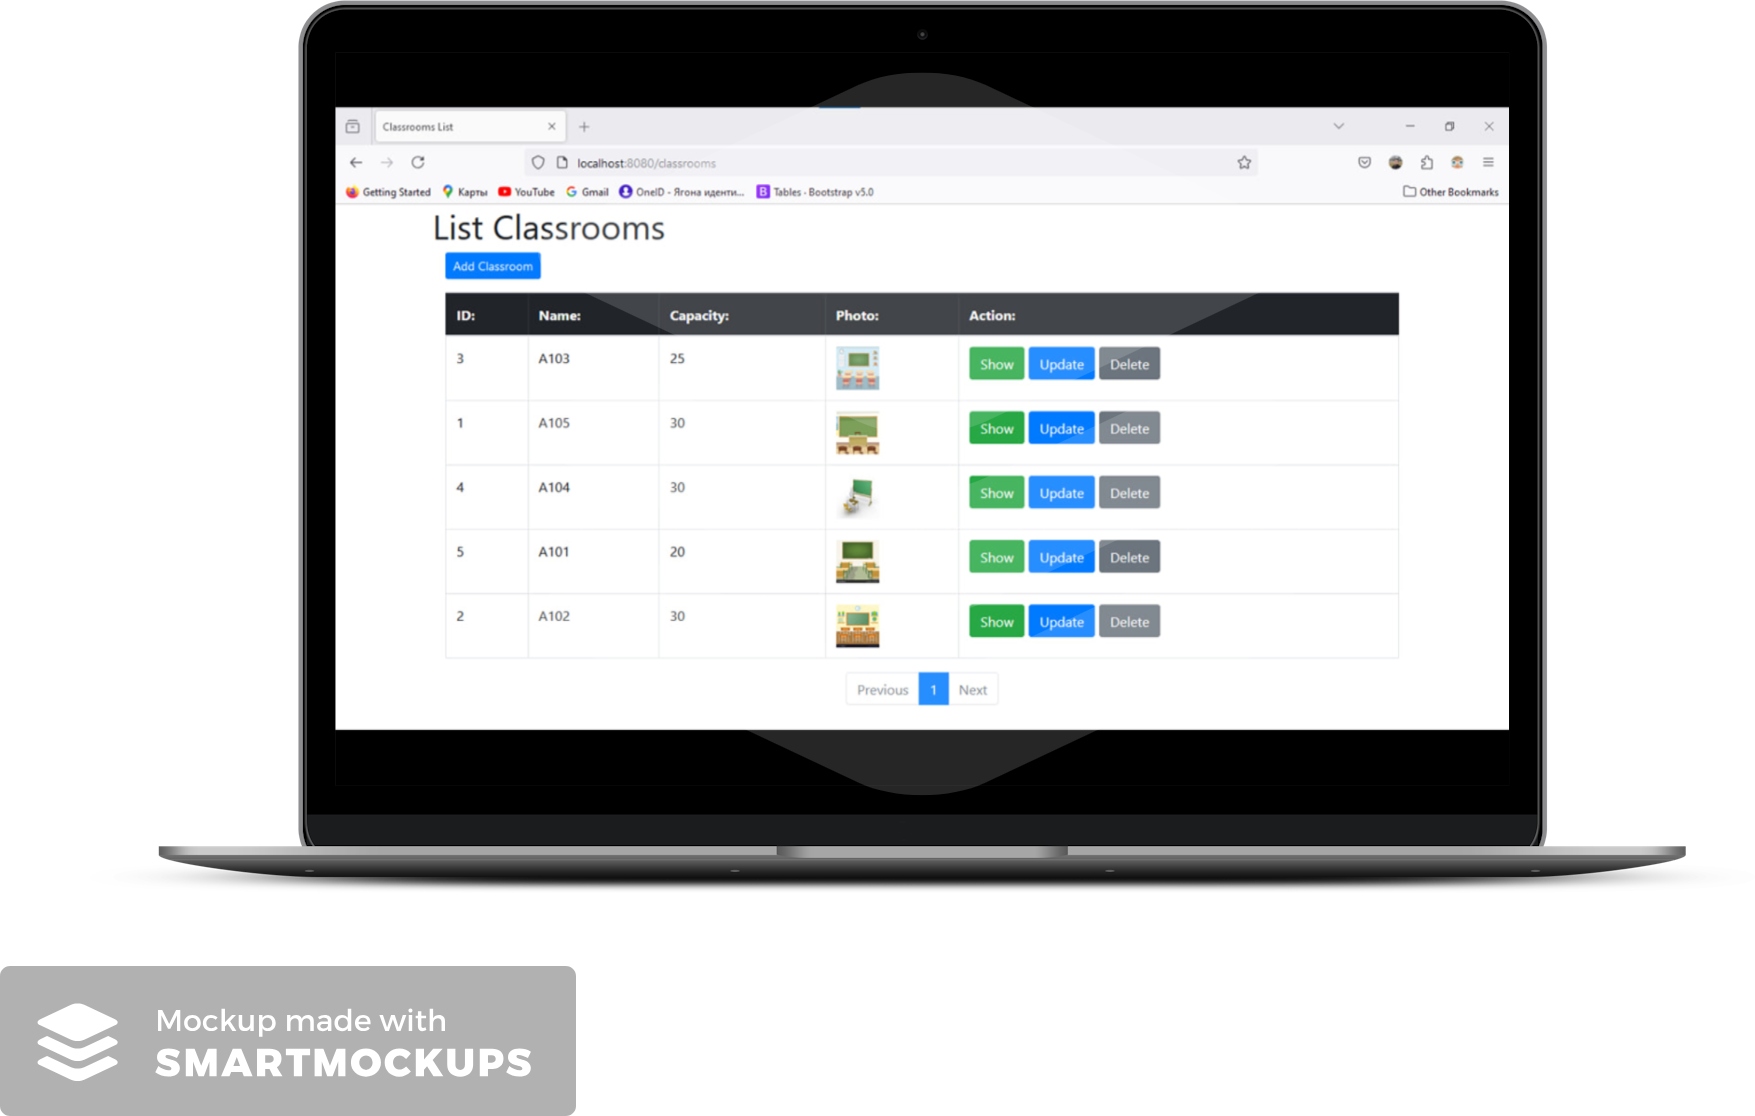 Classrooms List
localhost:8080/classrooms
Getting Started Карты YouTube Gmail OneID - Ягона иденти... B Tables · Bootstrap v5.0 Other Bookmarks
List Classrooms
Add Classroom
ID: Name: Capacity: Photo: Action:
3 A103 25 Show Update Delete
1 A105 30 Show Update Delete
4 A104 30 Show Update Delete
5 A101 20 Show Update Delete
2 A102 30 Show Update Delete
Previous 1 Next
Mockup made with
SMARTMOCKUPS